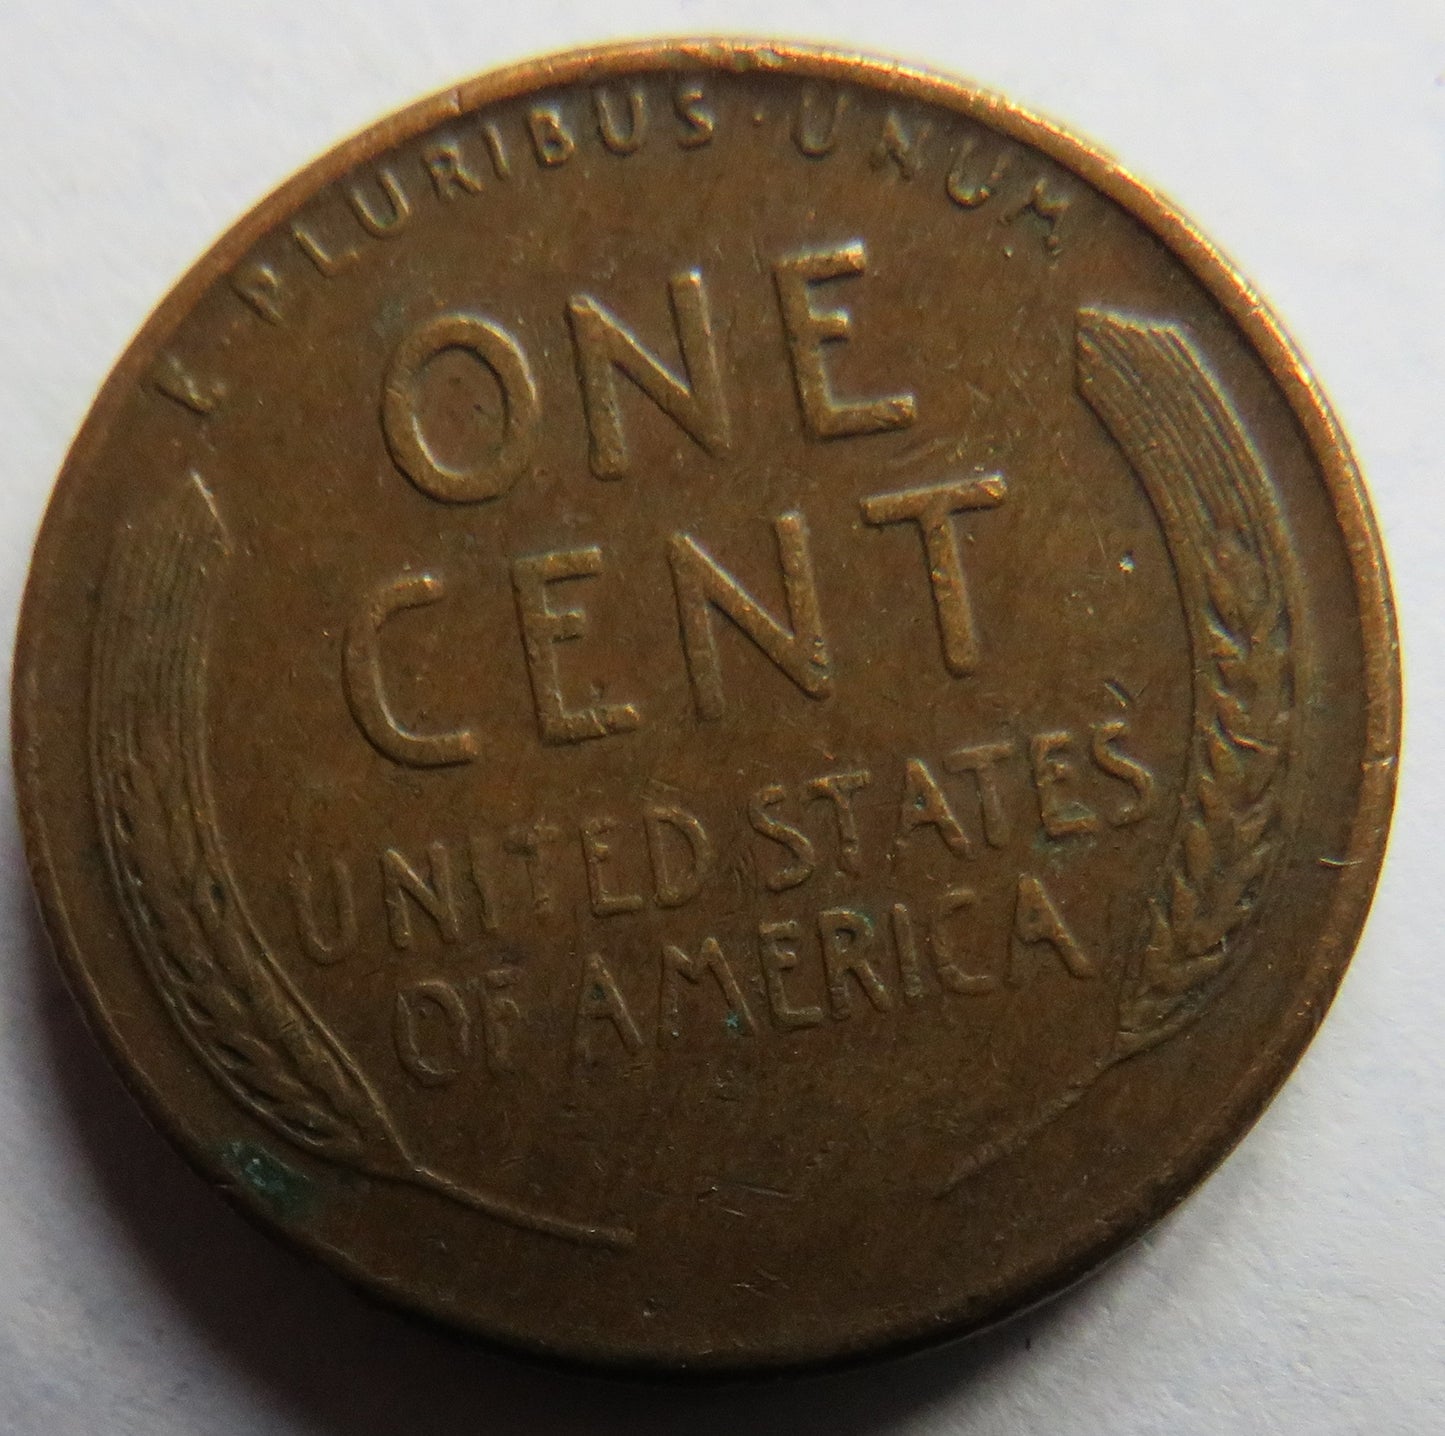 E · PLURIBUS · UNUM
ONE
CENT
UNITED STATES
OF AMERICA